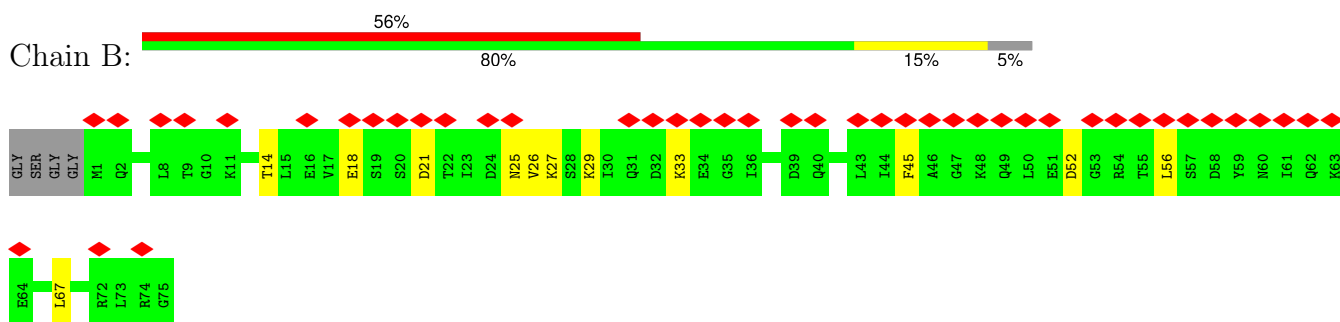 56%
Chain B:
80% 15% 5%
GLY SER GLY GLY M1 Q2 L8 T9 G10 K11 T14 L15 E16 V17 E18 S19 S20 D21 T22 I23 D24 N25 V26 K27 S28 K29 I30 Q31 D32 K33 E34 G35 I36 D39 Q40 L43 I44 F45 A46 G47 K48 Q49 L50 E51 D52 G53 R54 T55 L56 S57 D58 Y59 N60 I61 Q62 K63
E64 L67 R72 L73 R74 G75